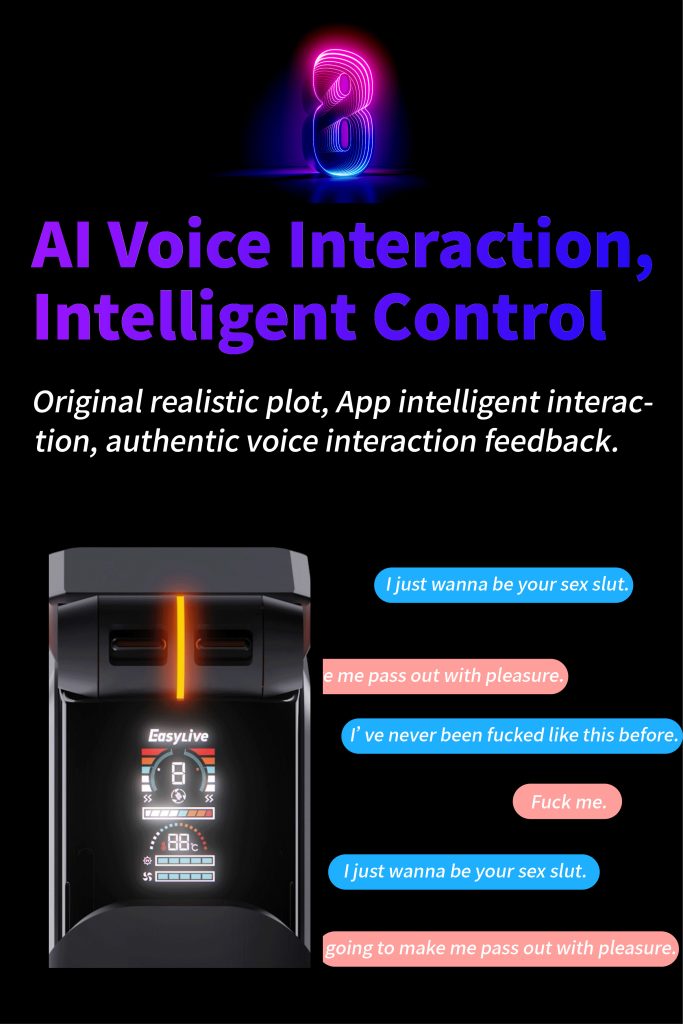 8
AI Voice Interaction,
Intelligent Control
Original realistic plot, App intelligent interac-
tion, authentic voice interaction feedback.
I just wanna be your sex slut.
e me pass out with pleasure.
I've never been fucked like this before.
EasyLive
8
Fuck me.
88℃
I just wanna be your sex slut.
going to make me pass out with pleasure.